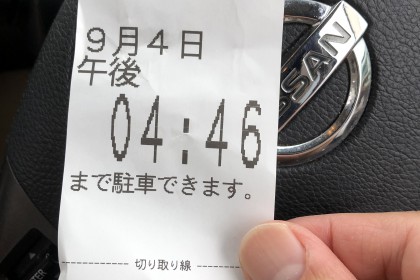 ９月４日
午後
04:46
まで駐車できます。
------------ 切り取り線 ---------
NISSAN